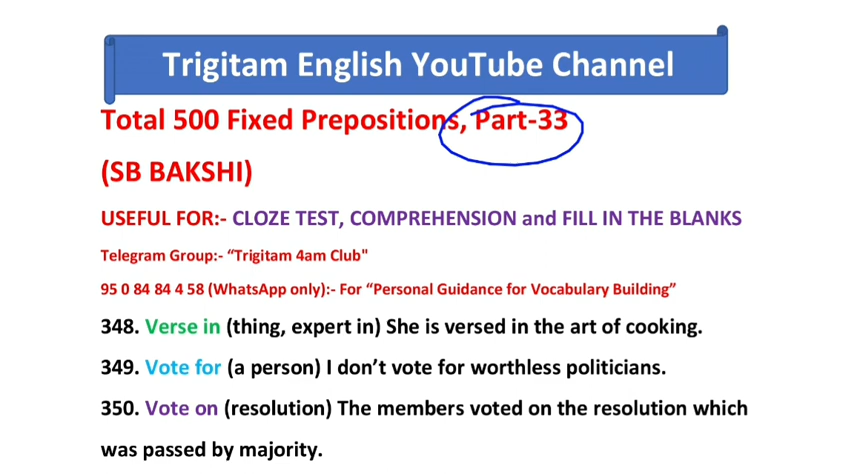 Trigitam English YouTube Channel
Total 500 Fixed Prepositions, Part-33
(SB BAKSHI)
USEFUL FOR:- CLOZE TEST, COMPREHENSION and FILL IN THE BLANKS
Telegram Group:- “Trigitam 4am Club"
95 0 84 84 4 58 (WhatsApp only):- For “Personal Guidance for Vocabulary Building”
348. Verse in (thing, expert in) She is versed in the art of cooking.
349. Vote for (a person) I don’t vote for worthless politicians.
350. Vote on (resolution) The members voted on the resolution which
was passed by majority.